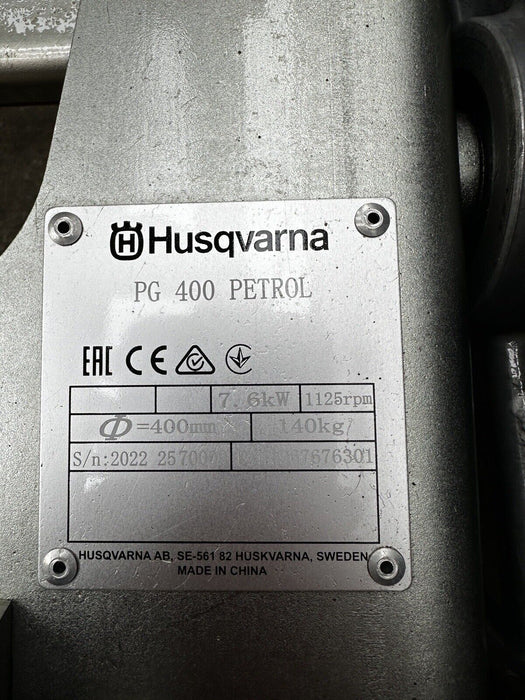 Husqvarna
PG 400 PETROL
EAC CE
7.6kW 1125rpm
Φ=400mm 140kg/
S/n:2022 25700
HUSQVARNA AB, SE-561 82 HUSKVARNA, SWEDEN
MADE IN CHINA